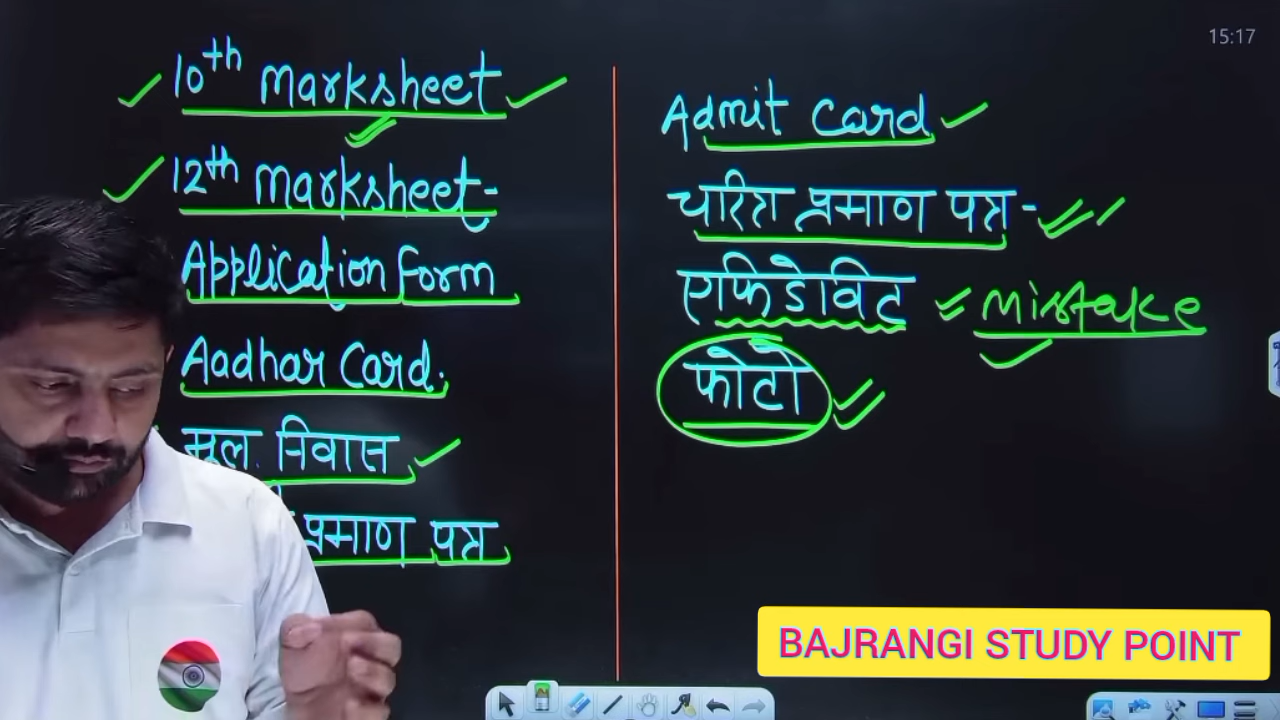 15:17
10th Marksheet
12th Marksheet-
Application Form
Aadhar Card.
मूल निवास
प्रमाण पत्र
Admit Card
चरित्र प्रमाण पत्र -
एफिडेविट Mistake
फोटो
BAJRANGI STUDY POINT